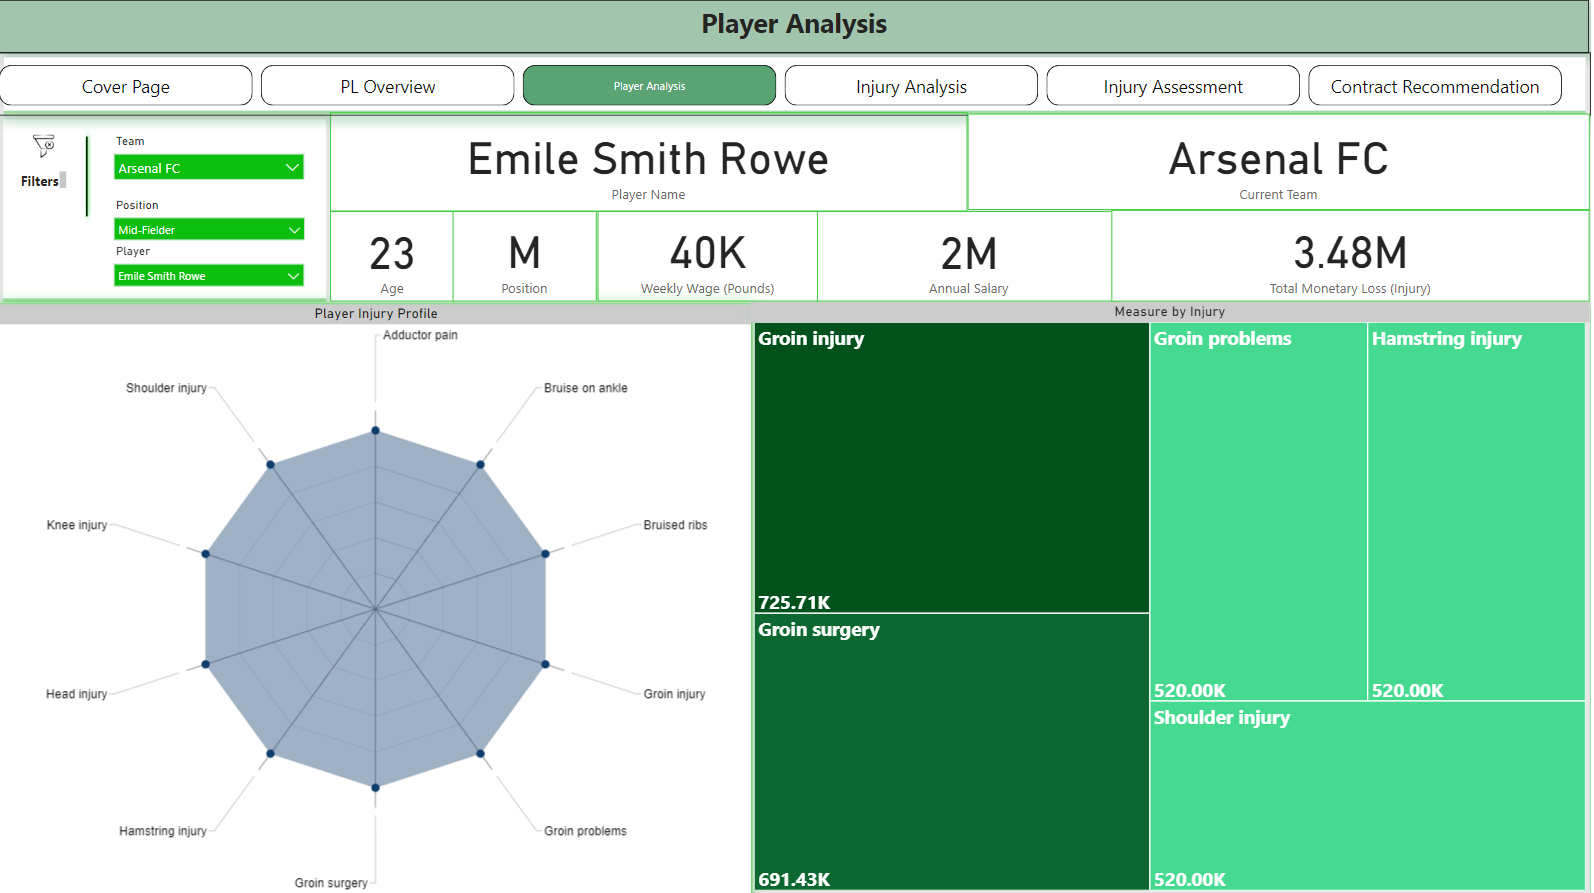 Player Analysis
Cover Page
PL Overview
Player Analysis
Injury Analysis
Injury Assessment
Contract Recommendation
Filters
Team
Arsenal FC
Position
Mid-Fielder
Player
Emile Smith Rowe
Emile Smith Rowe
Player Name
Arsenal FC
Current Team
23
Age
M
Position
40K
Weekly Wage (Pounds)
2M
Annual Salary
3.48M
Total Monetary Loss (Injury)
Player Injury Profile
Adductor pain
Bruise on ankle
Bruised ribs
Groin injury
Groin problems
Groin surgery
Hamstring injury
Head injury
Knee injury
Shoulder injury
Measure by Injury
Groin injury
725.71K
Groin surgery
691.43K
Groin problems
520.00K
Hamstring injury
520.00K
Shoulder injury
520.00K